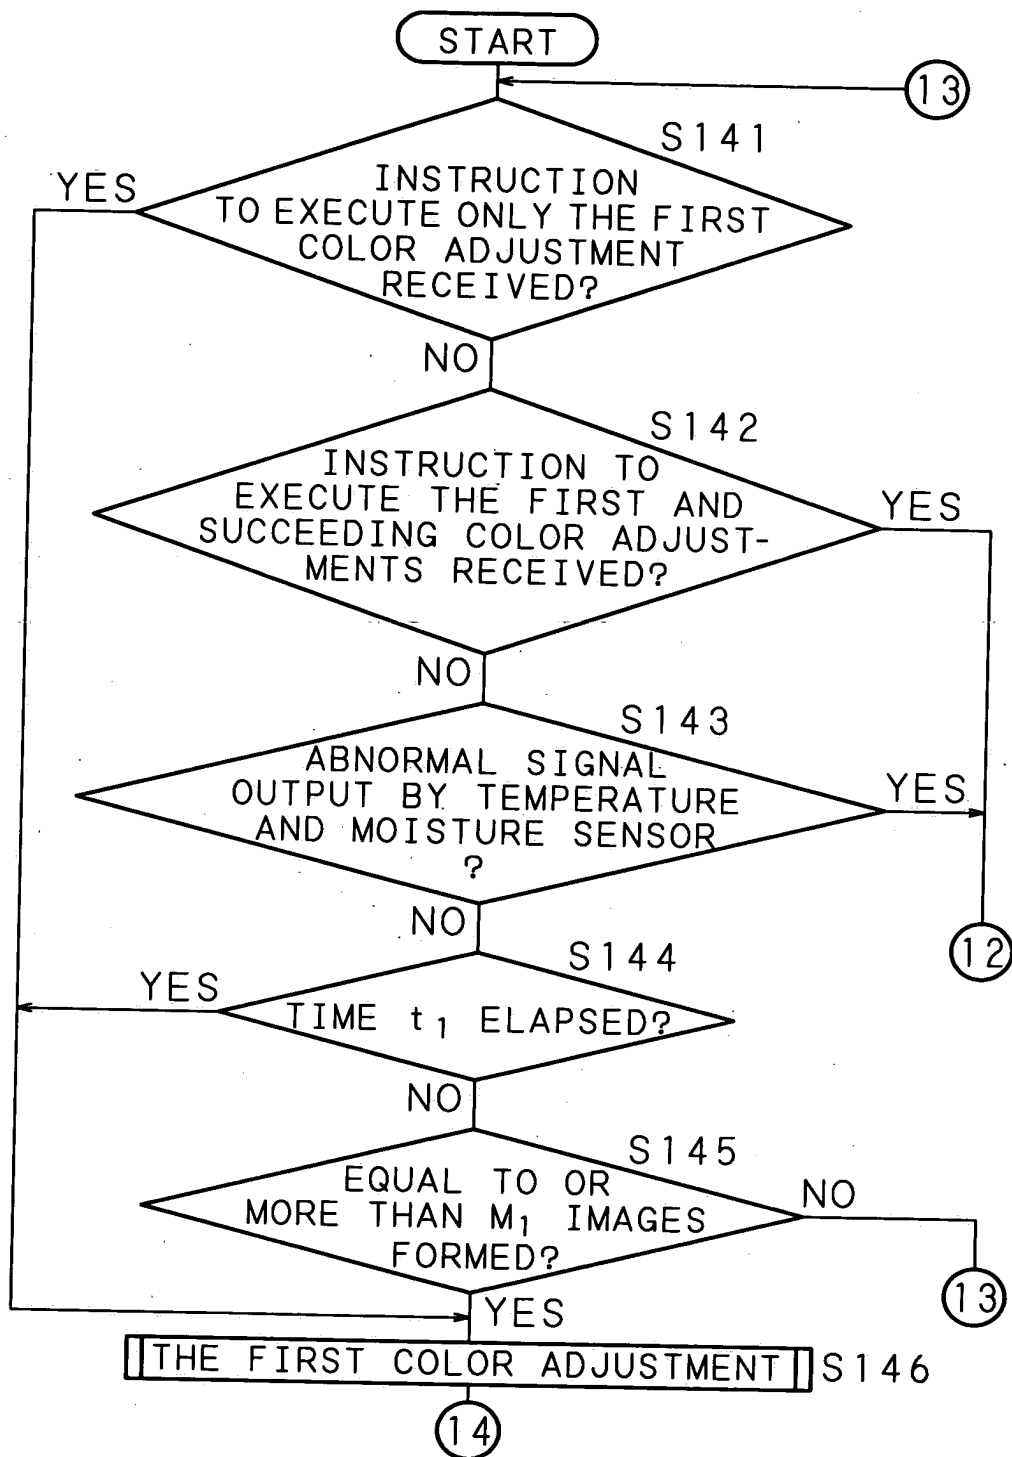 START
13
S141
YES
INSTRUCTION
TO EXECUTE ONLY THE FIRST
COLOR ADJUSTMENT
RECEIVED?
NO
S142
INSTRUCTION TO
EXECUTE THE FIRST AND
SUCCEEDING COLOR ADJUST-
MENTS RECEIVED?
YES
NO
S143
ABNORMAL SIGNAL
OUTPUT BY TEMPERATURE
AND MOISTURE SENSOR
?
YES
NO
12
S144
YES
TIME t₁ ELAPSED?
NO
S145
EQUAL TO OR
MORE THAN M₁ IMAGES
FORMED?
NO
13
YES
THE FIRST COLOR ADJUSTMENT
S146
14